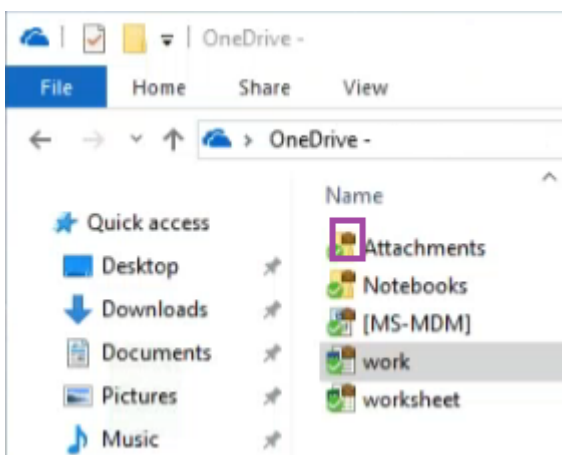 OneDrive -
File Home Share View
OneDrive -
Name
Quick access
Desktop
Downloads
Documents
Pictures
Music
Attachments
Notebooks
[MS-MDM]
work
worksheet